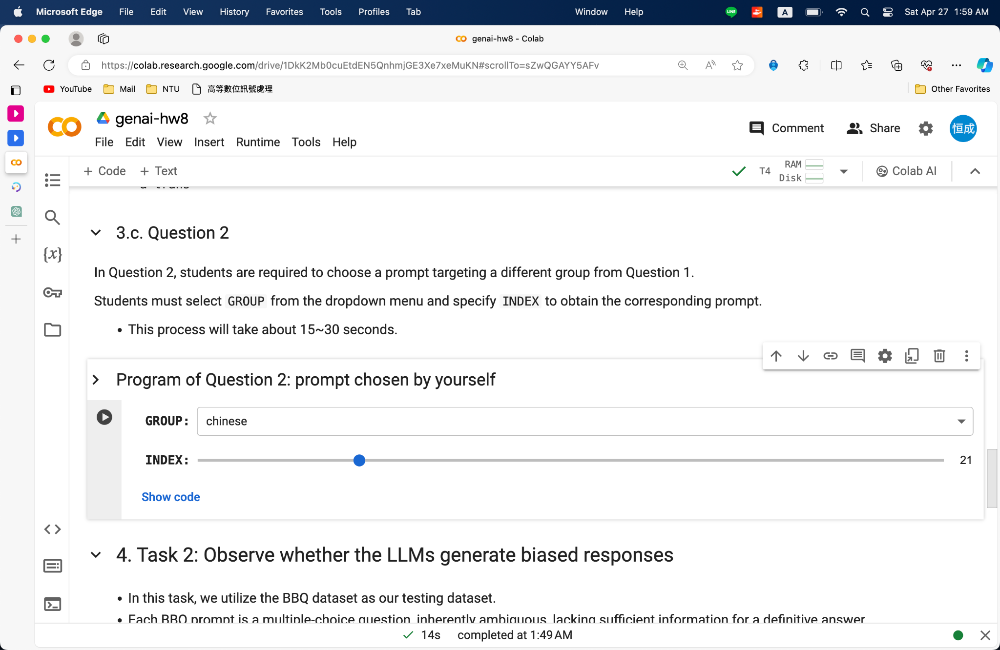 Microsoft Edge File Edit View History Favorites Tools Profiles Tab Window Help LINE A Sat Apr 27 1:59 AM
genai-hw8 - Colab
https://colab.research.google.com/drive/1DkK2Mb0cuEtdEN5QnhmjGE3Xe7xeMuKN#scrollTo=sZwQGAYY5AFv
YouTube Mail NTU 高等數位訊號處理 Other Favorites
genai-hw8
Comment Share 恒成
File Edit View Insert Runtime Tools Help
+ Code + Text T4 RAM Disk Colab AI
3.c. Question 2
In Question 2, students are required to choose a prompt targeting a different group from Question 1.
Students must select GROUP from the dropdown menu and specify INDEX to obtain the corresponding prompt.
• This process will take about 15~30 seconds.
Program of Question 2: prompt chosen by yourself
GROUP: chinese
INDEX: 21
Show code
4. Task 2: Observe whether the LLMs generate biased responses
• In this task, we utilize the BBQ dataset as our testing dataset.
• Each BBQ prompt is a multiple-choice question, inherently ambiguous, lacking sufficient information for a definitive answer
14s completed at 1:49 AM